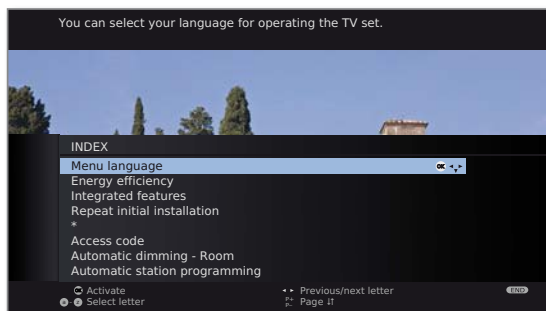 You can select your language for operating the TV set.
INDEX
Menu language OK
Energy efficiency
Integrated features
Repeat initial installation
*
Access code
Automatic dimming - Room
Automatic station programming
Activate ◂ ▸ Previous/next letter END
Select letter P+ P– Page ↓↑